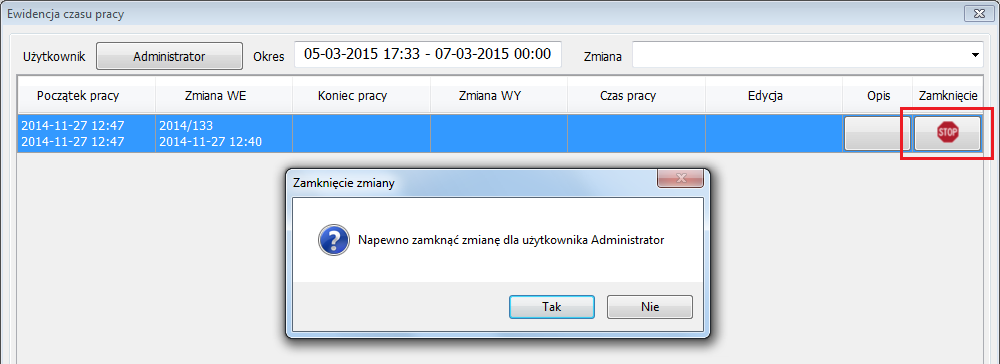 Ewidencja czasu pracy
Użytkownik Administrator Okres 05-03-2015 17:33 - 07-03-2015 00:00 Zmiana
Początek pracy Zmiana WE Koniec pracy Zmiana WY Czas pracy Edycja Opis Zamknięcie
2014-11-27 12:47 2014/133
2014-11-27 12:47 2014-11-27 12:40
STOP
Zamknięcie zmiany
Napewno zamknąć zmianę dla użytkownika Administrator
Tak Nie